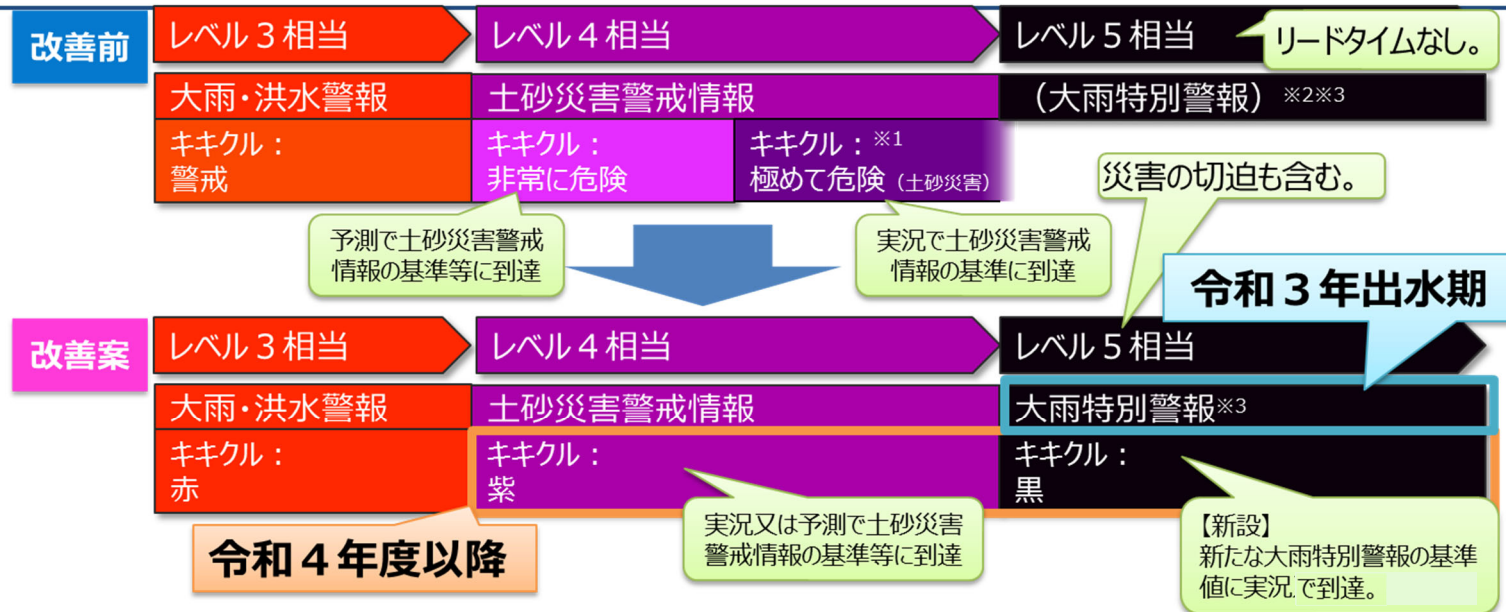 改善前
レベル３相当
レベル４相当
レベル５相当
リードタイムなし。
大雨・洪水警報
土砂災害警戒情報
（大雨特別警報）※2※3
キキクル：
警戒
キキクル：
非常に危険
キキクル：※1
極めて危険（土砂災害）
災害の切迫も含む。
予測で土砂災害警戒
情報の基準等に到達
実況で土砂災害警戒
情報の基準に到達
令和３年出水期
改善案
レベル３相当
レベル４相当
レベル５相当
大雨・洪水警報
土砂災害警戒情報
大雨特別警報※3
キキクル：
赤
キキクル：
紫
キキクル：
黒
令和４年度以降
実況又は予測で土砂災害
警戒情報の基準等に到達
【新設】
新たな大雨特別警報の基準
値に実況で到達。